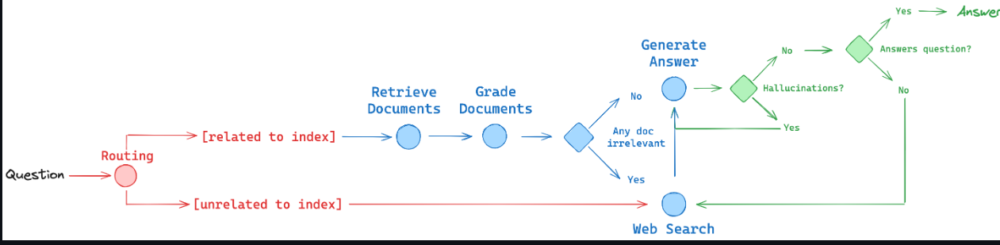 Yes
Answer
Generate
Answer
No
Answers question?
Retrieve
Documents
Grade
Documents
No
Hallucinations?
No
Any doc
irrelevant
Yes
[related to index]
Routing
Question
Yes
[unrelated to index]
Web Search